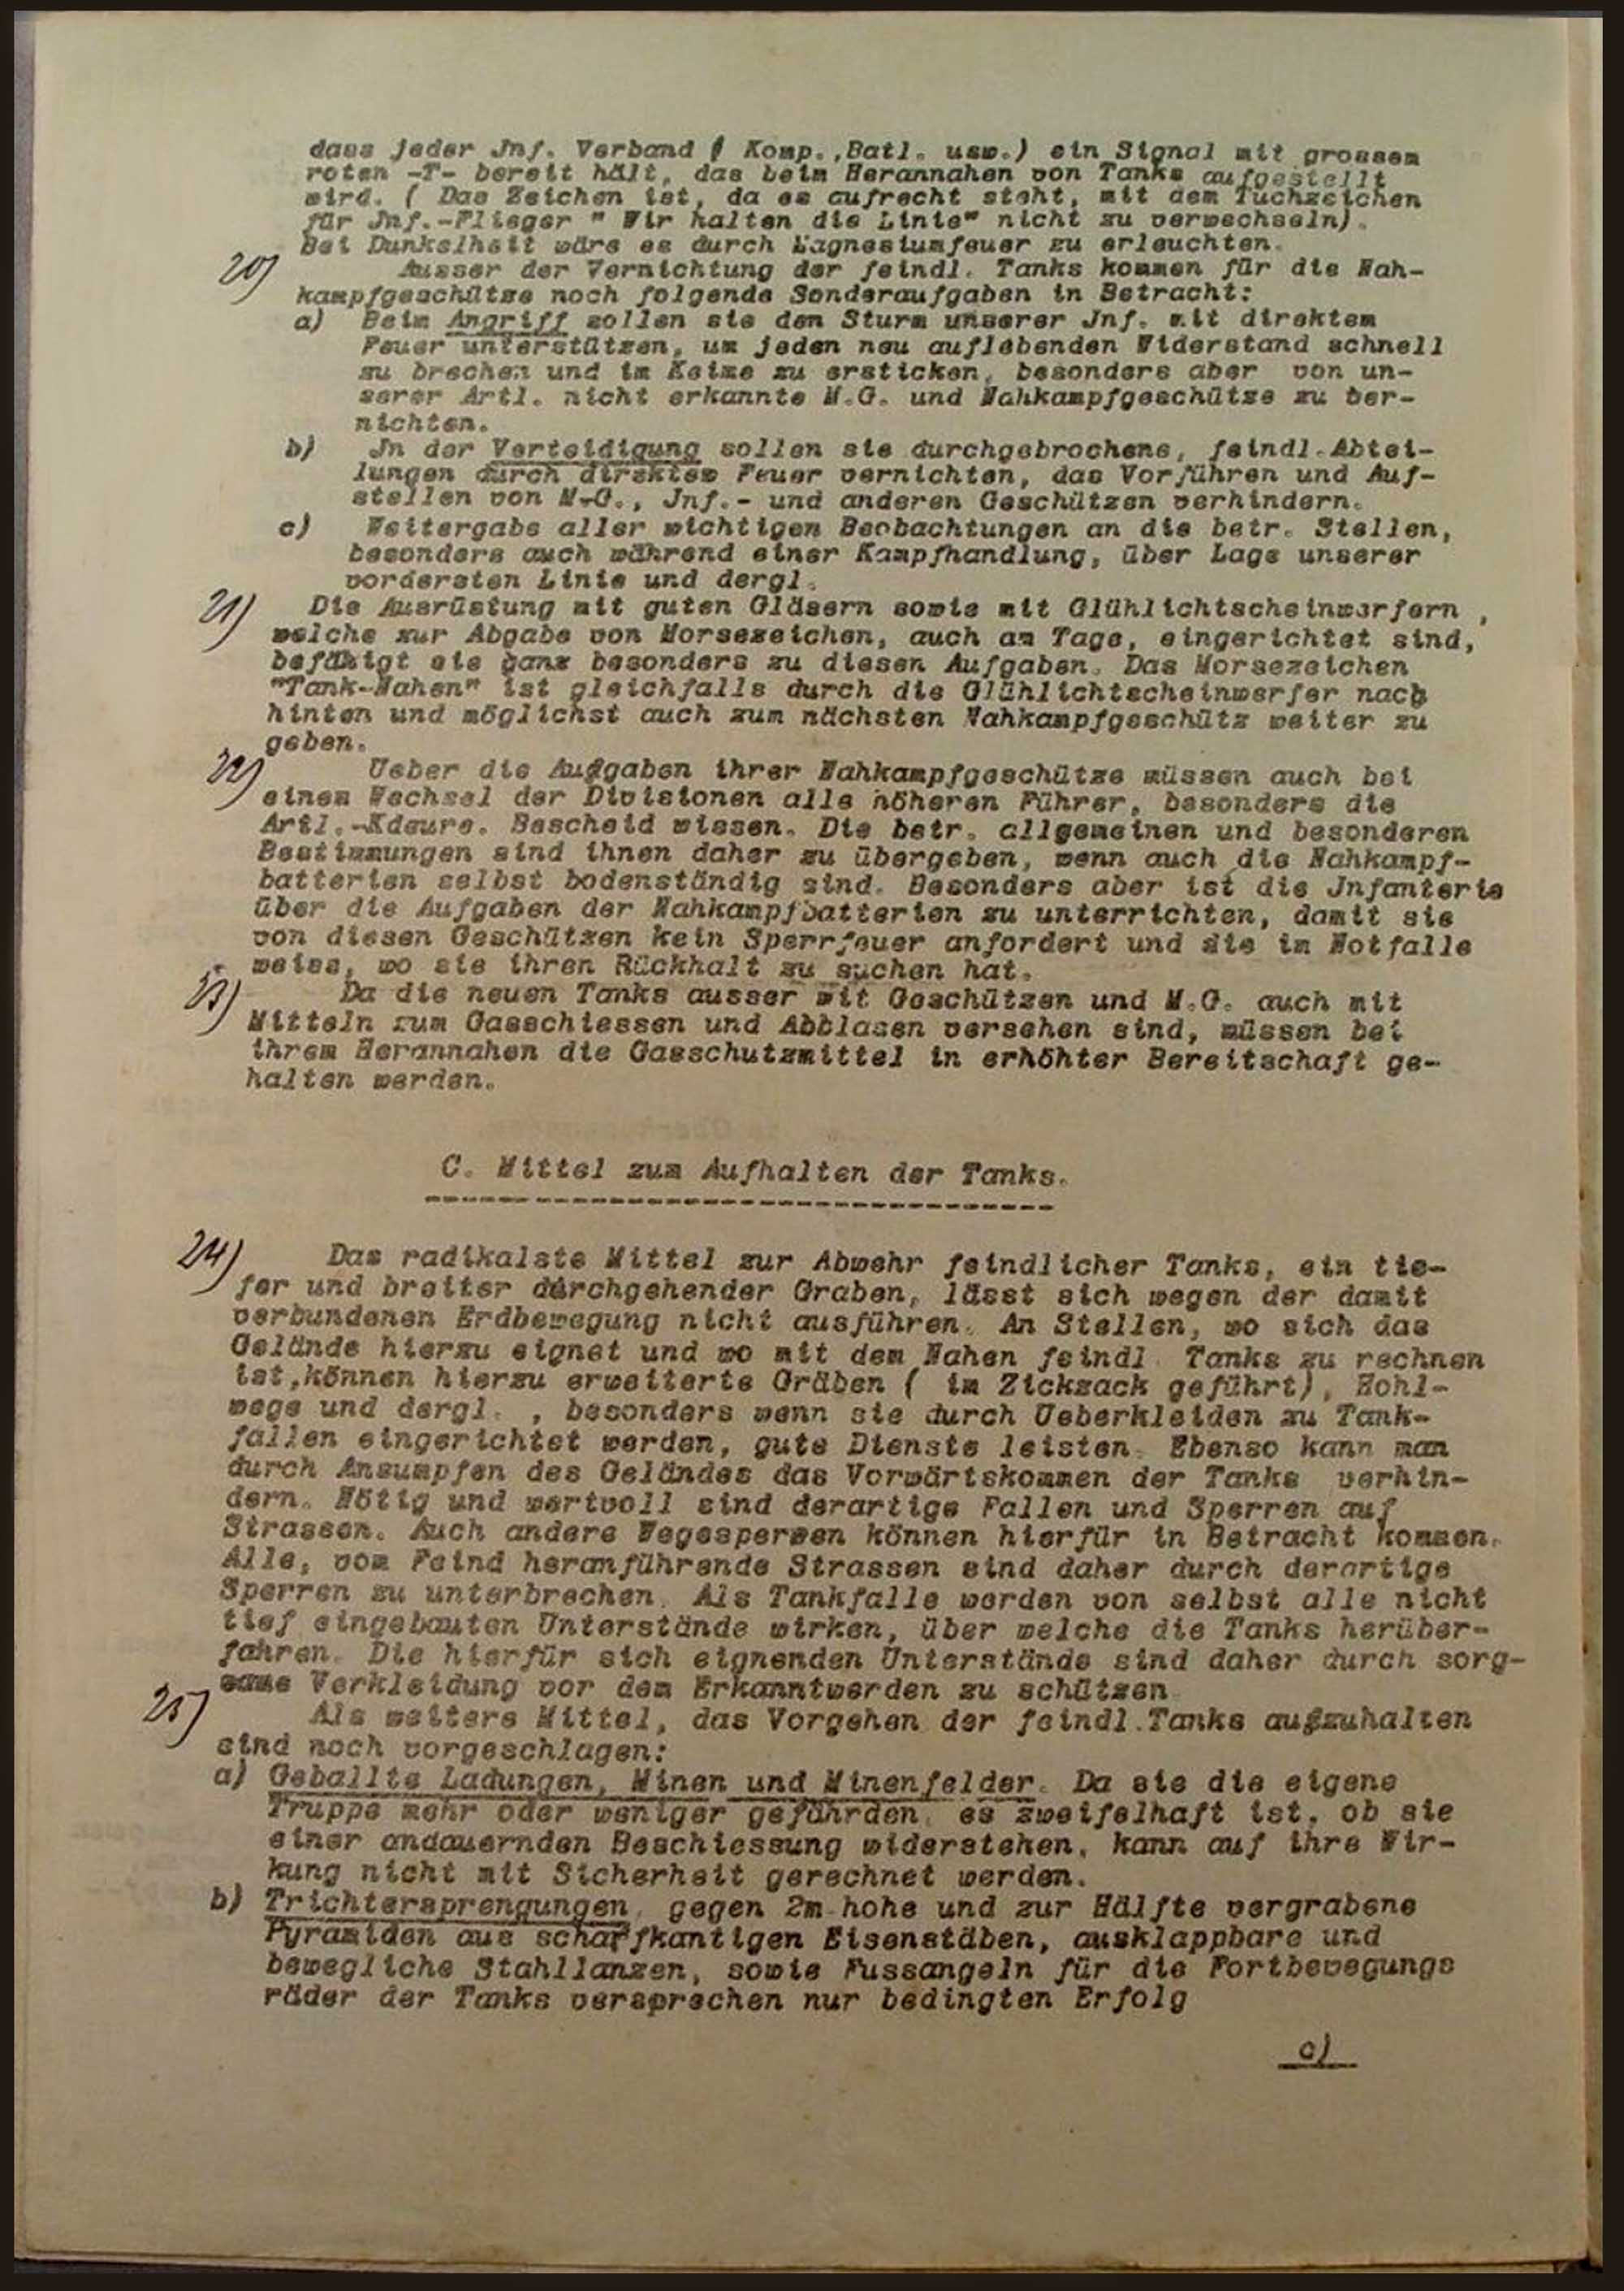 dass jeder Jnf. Verband ( Komp.,Batl. usw.) ein Signal mit grossem
roten -T- bereit hält, das beim Herannahen von Tanks aufgestellt
wird. ( Das Zeichen ist, da es aufrecht steht, mit dem Tuchzeichen
für Jnf.-Flieger " Wir halten die Linie" nicht zu verwechseln).
Bei Dunkelheit wäre es durch Magnesiumfeuer zu erleuchten.
20) Ausser der Vernichtung der feindl. Tanks kommen für die Nah-
kampfgeschütze noch folgende Sonderaufgaben in Betracht:
a) Beim Angriff sollen sie den Sturm unserer Jnf. mit direktem
Feuer unterstützen, um jeden neu auflebenden Widerstand schnell
zu brechen und im Keime zu ersticken, besonders aber von un-
serer Artl. nicht erkannte M.G. und Nahkampfgeschütze zu ver-
nichten.
b) Jn der Verteidigung sollen sie durchgebrochene, feindl.Abtei-
lungen durch direktes Feuer vernichten, das Vorführen und Auf-
stellen von M.G., Jnf.- und anderen Geschützen verhindern.
c) Weitergabe aller wichtigen Beobachtungen an die betr. Stellen,
besonders auch während einer Kampfhandlung, über Lage unserer
vordersten Linie und dergl.
21) Die Ausrüstung mit guten Gläsern sowie mit Glühlichtscheinwerfern ,
welche zur Abgabe von Morsezeichen, auch am Tage, eingerichtet sind,
befähigt sie ganz besonders zu diesen Aufgaben. Das Morsezeichen
"Tank-Nahen" ist gleichfalls durch die Glühlichtscheinwerfer nach
hinten und möglichst auch zum nächsten Nahkampfgeschütz weiter zu
geben.
22) Ueber die Aufgaben ihrer Nahkampfgeschütze müssen auch bei
einem Wechsel der Divisionen alle höheren Führer, besonders die
Artl.-Kdeure. Bescheid wissen. Die betr. allgemeinen und besonderen
Bestimmungen sind ihnen daher zu übergeben, wenn auch die Nahkampf-
batterien selbst bodenständig sind. Besonders aber ist die Jnfanterie
über die Aufgaben der Nahkampfbatterien zu unterrichten, damit sie
von diesen Geschützen kein Sperrfeuer anfordert und sie im Notfalle
weiss, wo sie ihren Rückhalt zu suchen hat.
23) Da die neuen Tanks ausser mit Geschützen und M.G. auch mit
Mitteln zum Gasschiessen und Abblasen versehen sind, müssen bei
ihrem Herannahen die Gasschutzmittel in erhöhter Bereitschaft ge-
halten werden.
C. Mittel zum Aufhalten der Tanks.
24) Das radikalste Mittel zur Abwehr feindlicher Tanks, ein tie-
fer und breiter durchgehender Graben, lässt sich wegen der damit
verbundenen Erdbewegung nicht ausführen. An Stellen, wo sich das
Gelände hierzu eignet und wo mit dem Nahen feindl. Tanks zu rechnen
ist,können hierzu erweiterte Gräben ( im Zickzack geführt), Hohl-
wege und dergl. , besonders wenn sie durch Ueberkleiden zu Tank-
fallen eingerichtet werden, gute Dienste leisten. Ebenso kann man
durch Ansumpfen des Geländes das Vorwärtskommen der Tanks verhin-
dern. Nötig und wertvoll sind derartige Fallen und Sperren auf
Strassen. Auch andere Wegesperren können hierfür in Betracht kommen.
Alle, vom Feind heranführende Strassen sind daher durch derartige
Sperren zu unterbrechen. Als Tankfalle werden von selbst alle nicht
tief eingebauten Unterstände wirken, über welche die Tanks herüber-
fahren. Die hierfür sich eignenden Unterstände sind daher durch sorg-
same Verkleidung vor dem Erkanntwerden zu schützen.
25) Als weitere Mittel, das Vorgehen der feindl.Tanks aufzuhalten
sind noch vorgeschlagen:
a) Geballte Ladungen, Minen und Minenfelder. Da sie die eigene
Truppe mehr oder weniger gefährden, es zweifelhaft ist, ob sie
einer andauernden Beschiessung widerstehen, kann auf ihre Wir-
kung nicht mit Sicherheit gerechnet werden.
b) Trichtersprengungen, gegen 2m hohe und zur Hälfte vergrabene
Pyramiden aus scharfkantigen Eisenstäben, ausklappbare und
bewegliche Stahllanzen, sowie Fussangeln für die Fortbewegungs
räder der Tanks versprechen nur bedingten Erfolg
c)